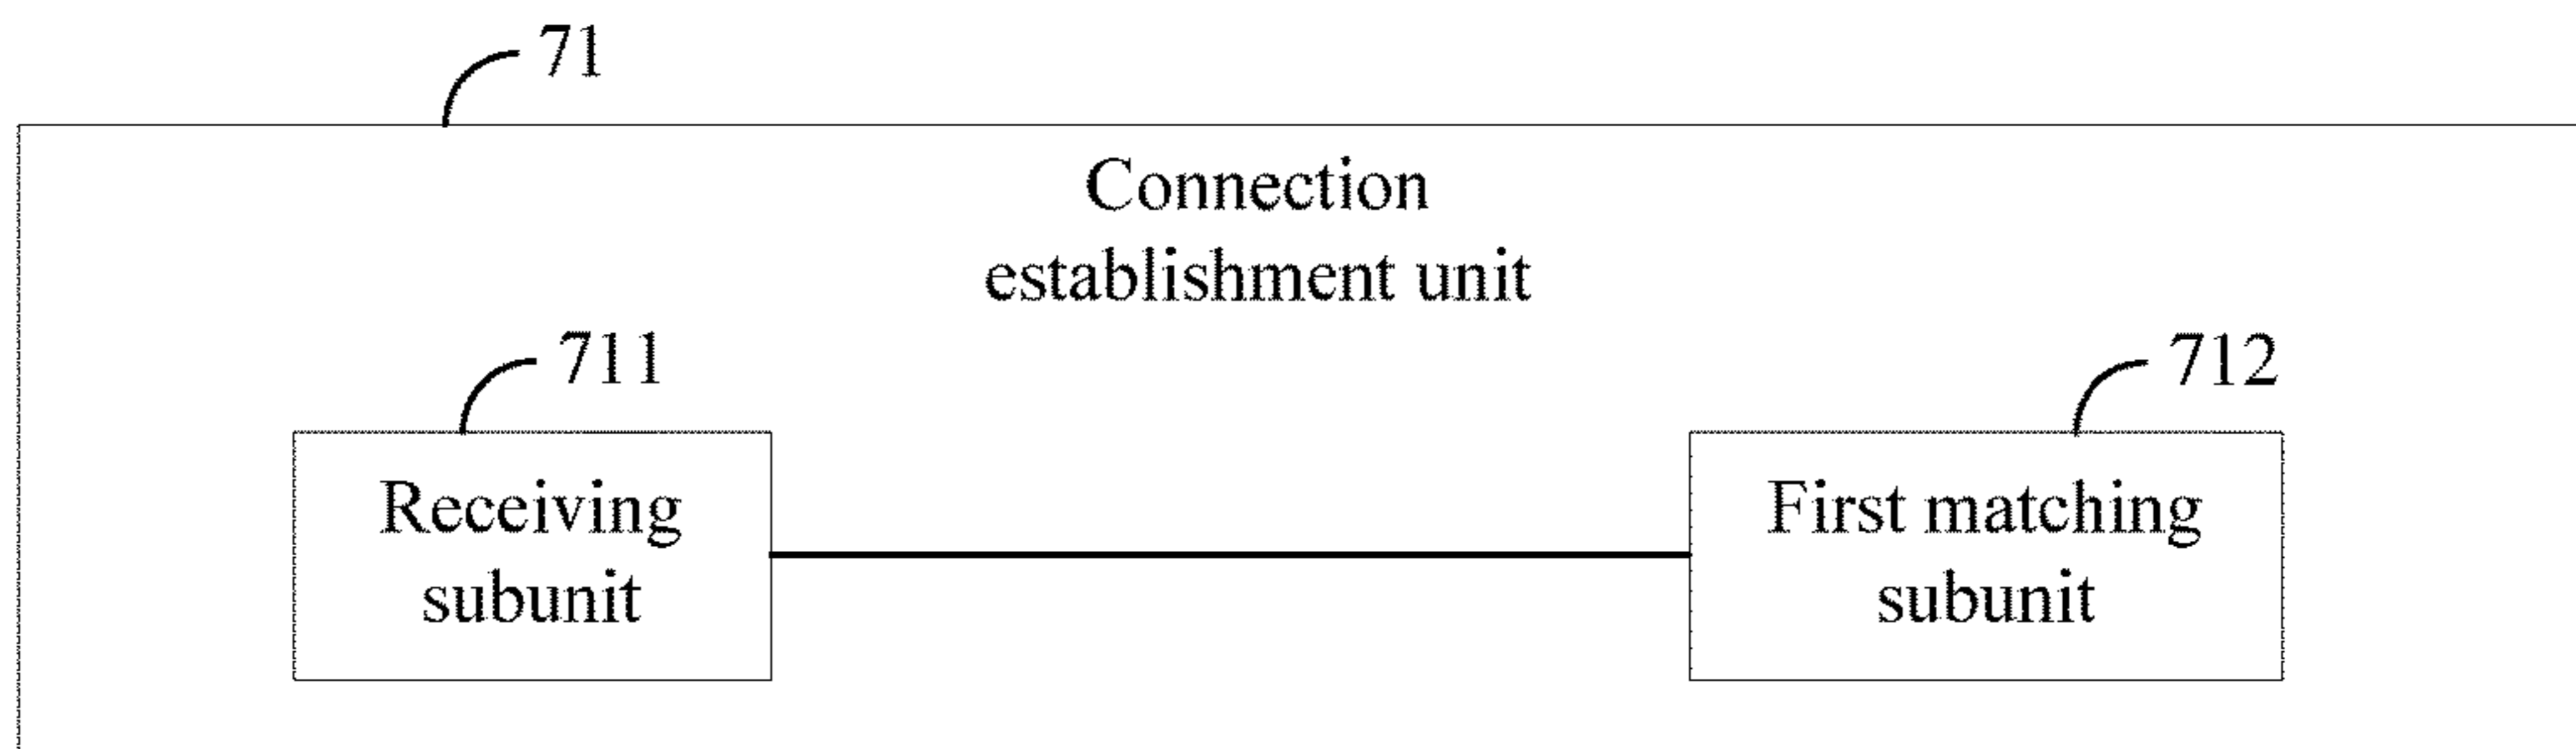 71
Connection
establishment unit
711
712
Receiving
subunit
First matching
subunit